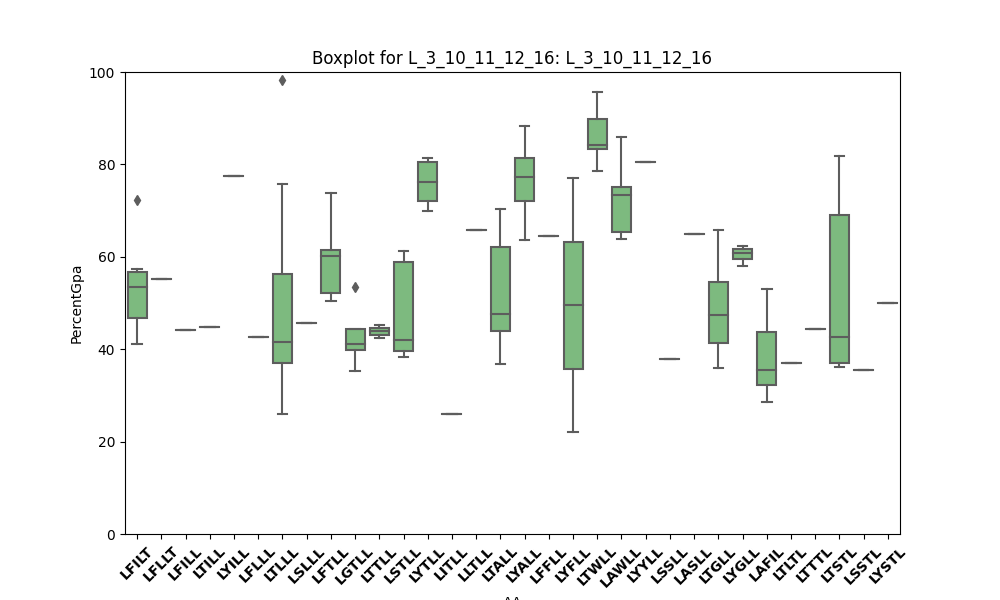 Boxplot for L_3_10_11_12_16: L_3_10_11_12_16
100
80
60
40
20
0
PercentGpa
LFILT
LFLLT
LFILL
LTILL
LYILL
LFLLL
LTLLL
LSLLL
LFTLL
LGTLL
LTTLL
LSTLL
LYTLL
LITLL
LLTLL
LTALL
LYALL
LFFLL
LYFLL
LTWLL
LAWLL
LYYLL
LSSLL
LASLL
LTGLL
LYGLL
LAFIL
LTLTL
LTTTL
LTSTL
LSSTL
LYSTL